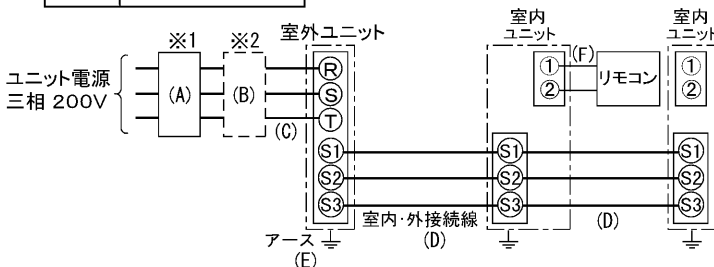 ※1
※2
室外ユニット
室内
ユニット
室内
ユニット
ユニット電源
三相 200V
(A)
(B)
(C)
R
S
T
S1
S2
S3
①
②
(F)
リモコン
①
②
S1
S2
S3
S1
S2
S3
室内・外接続線
(D)
(D)
アース
(E)